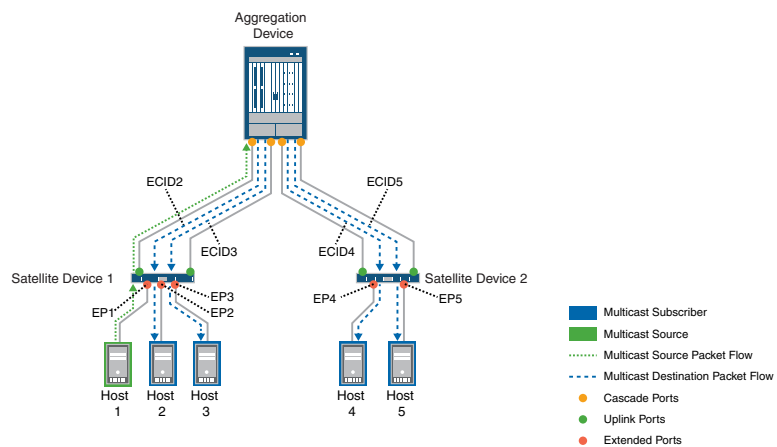 Aggregation
Device
ECID2
ECID5
ECID3
ECID4
Satellite Device 1
Satellite Device 2
EP3
EP1
EP2
EP4
EP5
Host
1
Host
2
Host
3
Host
4
Host
5
Multicast Subscriber
Multicast Source
Multicast Source Packet Flow
Multicast Destination Packet Flow
Cascade Ports
Uplink Ports
Extended Ports